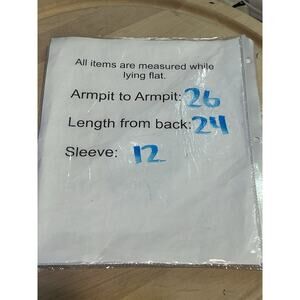 All items are measured while
lying flat.
Armpit to Armpit: 26
Length from back: 24
Sleeve: 12